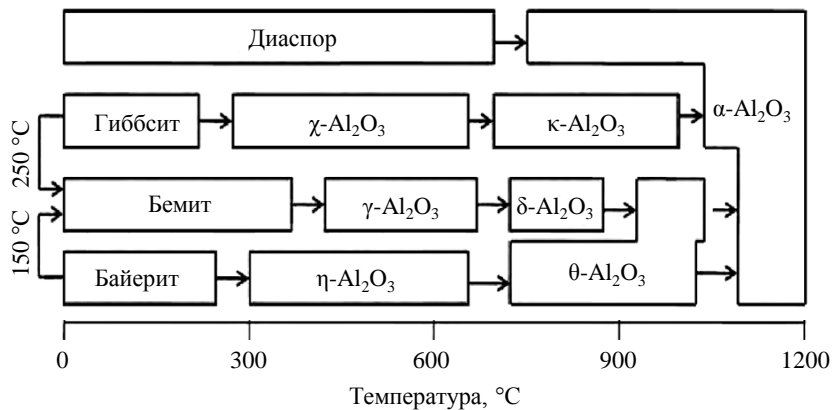 Диаспор
α-Al₂O₃
250 °C
Гиббсит
χ-Al₂O₃
κ-Al₂O₃
Бемит
γ-Al₂O₃
δ-Al₂O₃
150 °C
Байерит
η-Al₂O₃
θ-Al₂O₃
0
300
600
900
1200
Температура, °C